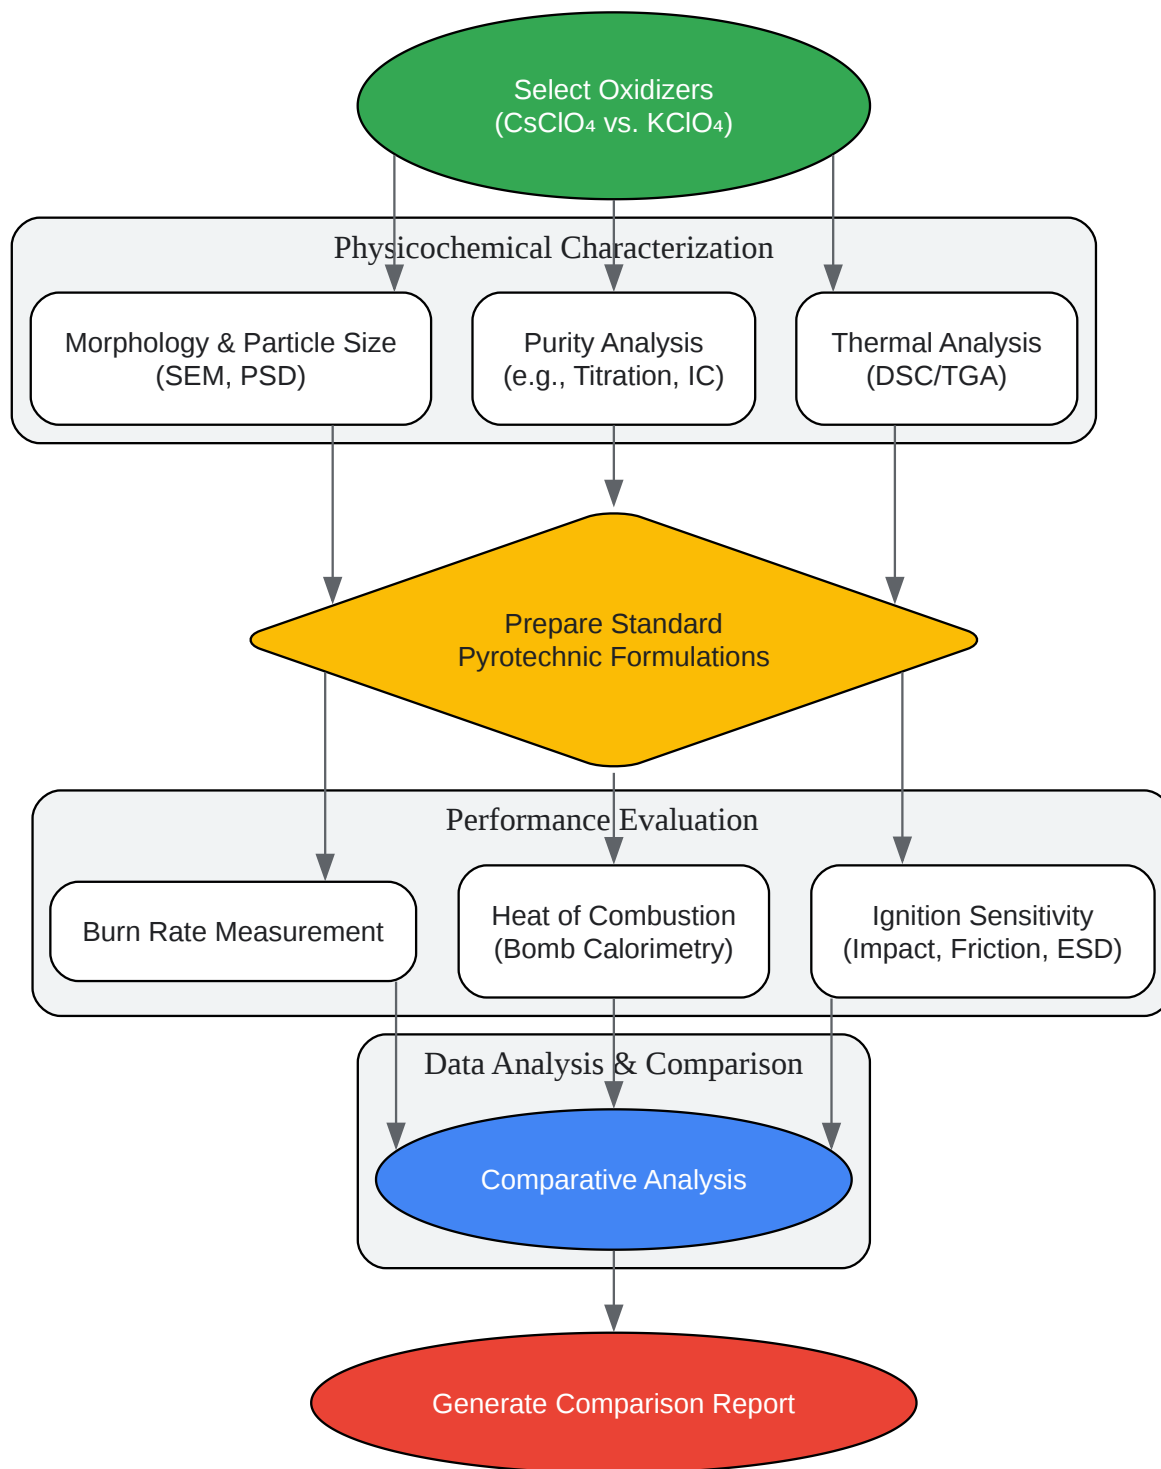 Select Oxidizers
(CsClO₄ vs. KClO₄)
Physicochemical Characterization
Morphology & Particle Size
(SEM, PSD)
Purity Analysis
(e.g., Titration, IC)
Thermal Analysis
(DSC/TGA)
Prepare Standard
Pyrotechnic Formulations
Performance Evaluation
Burn Rate Measurement
Heat of Combustion
(Bomb Calorimetry)
Ignition Sensitivity
(Impact, Friction, ESD)
Data Analysis & Comparison
Comparative Analysis
Generate Comparison Report